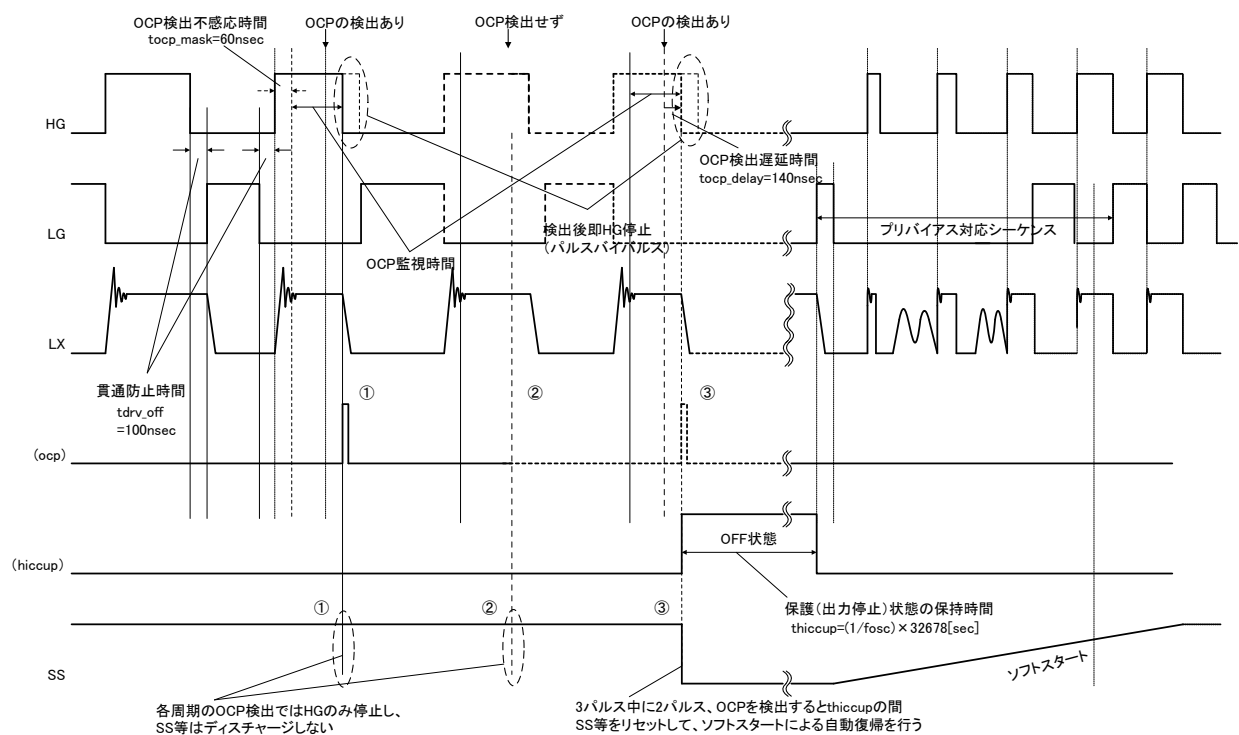 OCP検出不感応時間
tocp_mask=60nsec
OCPの検出あり
OCP検出せず
OCPの検出あり
HG
OCP検出遅延時間
tocp_delay=140nsec
LG
検出後即HG停止
(パルスバイパルス)
プリバイアス対応シーケンス
OCP監視時間
LX
貫通防止時間
tdrv_off
=100nsec
①
②
③
(ocp)
OFF状態
(hiccup)
①
②
③
保護(出力停止)状態の保持時間
thiccup=(1/fosc)×32678[sec]
SS
ソフトスタート
各周期のOCP検出ではHGのみ停止し、
SS等はディスチャージしない
3パルス中に2パルス、OCPを検出するとthiccupの間
SS等をリセットして、ソフトスタートによる自動復帰を行う